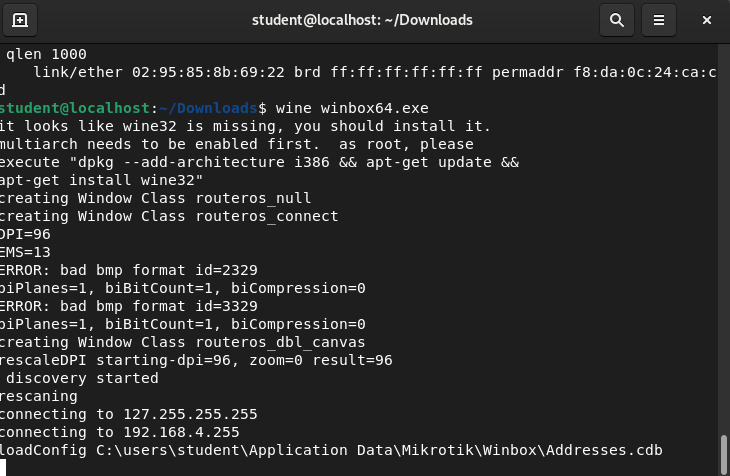 student@localhost: ~/Downloads
qlen 1000
link/ether 02:95:85:8b:69:22 brd ff:ff:ff:ff:ff:ff permaddr f8:da:0c:24:ca:c
d
student@localhost:~/Downloads$ wine winbox64.exe
it looks like wine32 is missing, you should install it.
multiarch needs to be enabled first.  as root, please
execute "dpkg --add-architecture i386 && apt-get update &&
apt-get install wine32"
creating Window Class routeros_null
creating Window Class routeros_connect
DPI=96
EMS=13
ERROR: bad bmp format id=2329
biPlanes=1, biBitCount=1, biCompression=0
ERROR: bad bmp format id=3329
biPlanes=1, biBitCount=1, biCompression=0
creating Window Class routeros_dbl_canvas
rescaleDPI starting-dpi=96, zoom=0 result=96
discovery started
rescaning
connecting to 127.255.255.255
connecting to 192.168.4.255
loadConfig C:\users\student\Application Data\Mikrotik\Winbox\Addresses.cdb